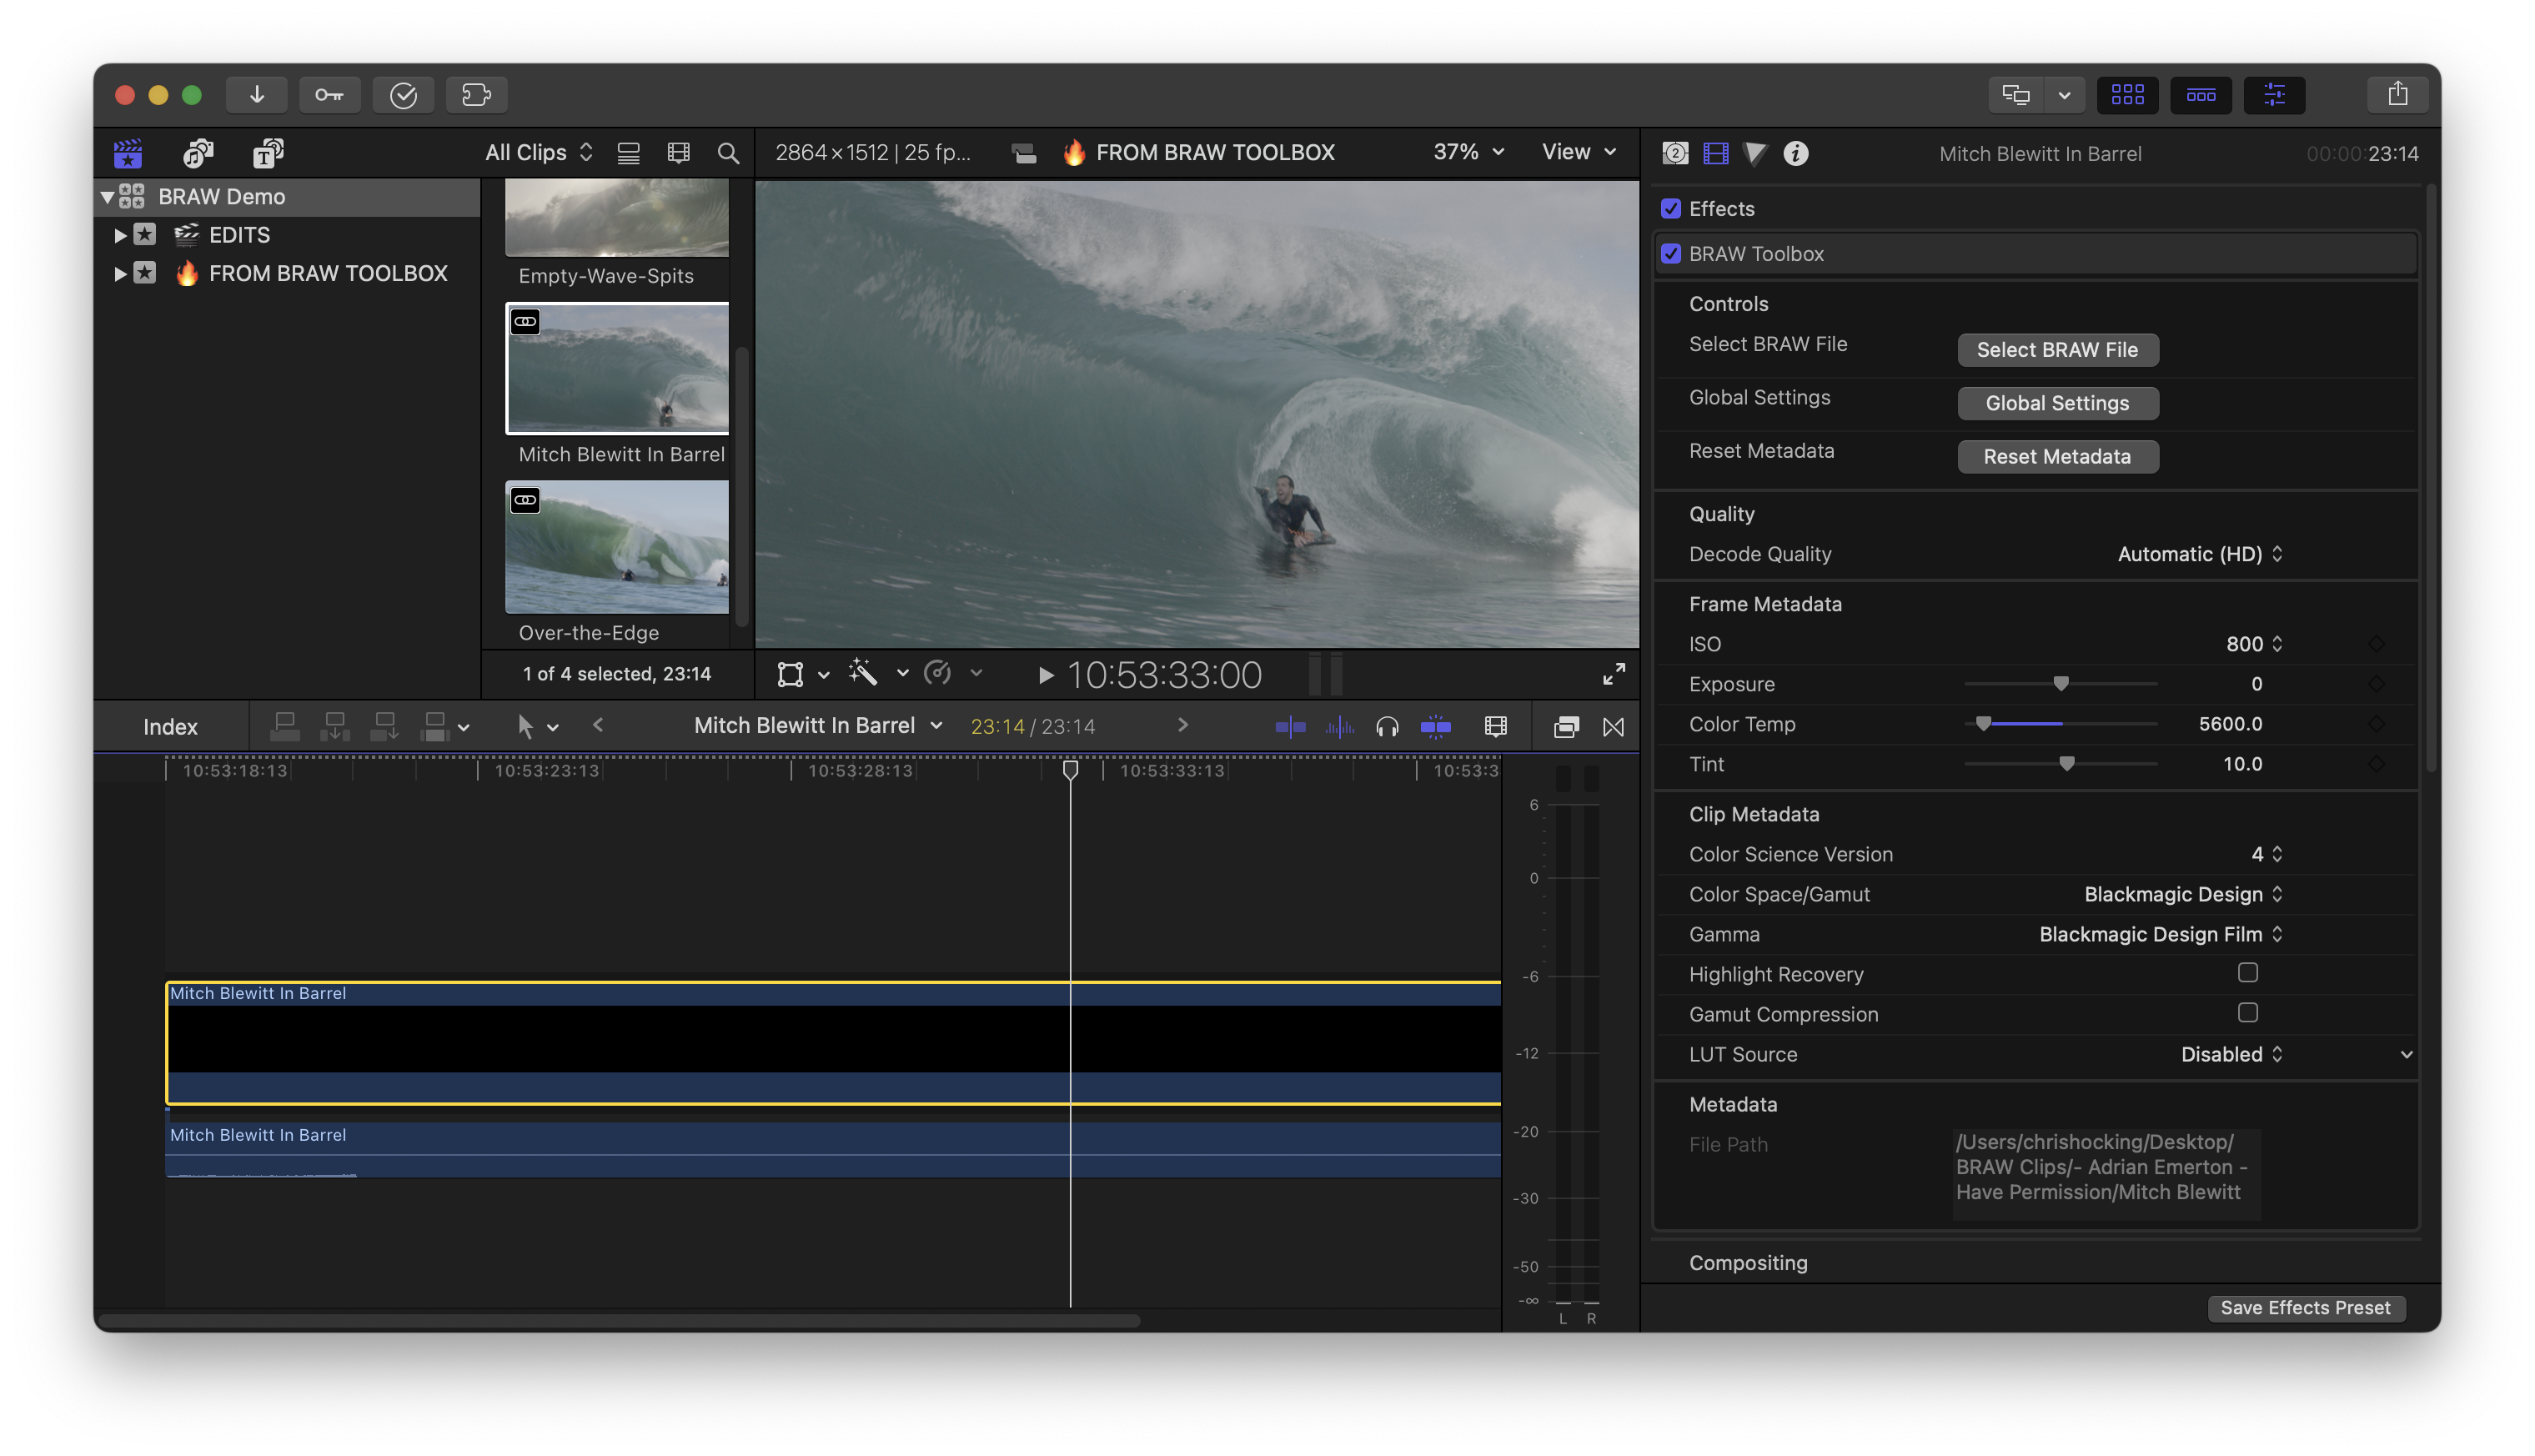 All Clips
2864×1512 | 25 fp...
FROM BRAW TOOLBOX
37%
View
2
Mitch Blewitt In Barrel
00:00:23:14
BRAW Demo
EDITS
FROM BRAW TOOLBOX
Empty-Wave-Spits
Mitch Blewitt In Barrel
Over-the-Edge
1 of 4 selected, 23:14
10:53:33:00
Effects
BRAW Toolbox
Controls
Select BRAW File
Select BRAW File
Global Settings
Global Settings
Reset Metadata
Reset Metadata
Quality
Decode Quality
Automatic (HD)
Frame Metadata
ISO
800
Exposure
0
Color Temp
5600.0
Tint
10.0
Clip Metadata
Color Science Version
4
Color Space/Gamut
Blackmagic Design
Gamma
Blackmagic Design Film
Highlight Recovery
Gamut Compression
LUT Source
Disabled
Metadata
File Path
/Users/chrishocking/Desktop/
BRAW Clips/- Adrian Emerton -
Have Permission/Mitch Blewitt
Compositing
Save Effects Preset
Index
Mitch Blewitt In Barrel
23:14 / 23:14
10:53:18:13
10:53:23:13
10:53:28:13
10:53:33:13
10:53:3
Mitch Blewitt In Barrel
Mitch Blewitt In Barrel
6
0
-6
-12
-20
-30
-50
-∞
L
R